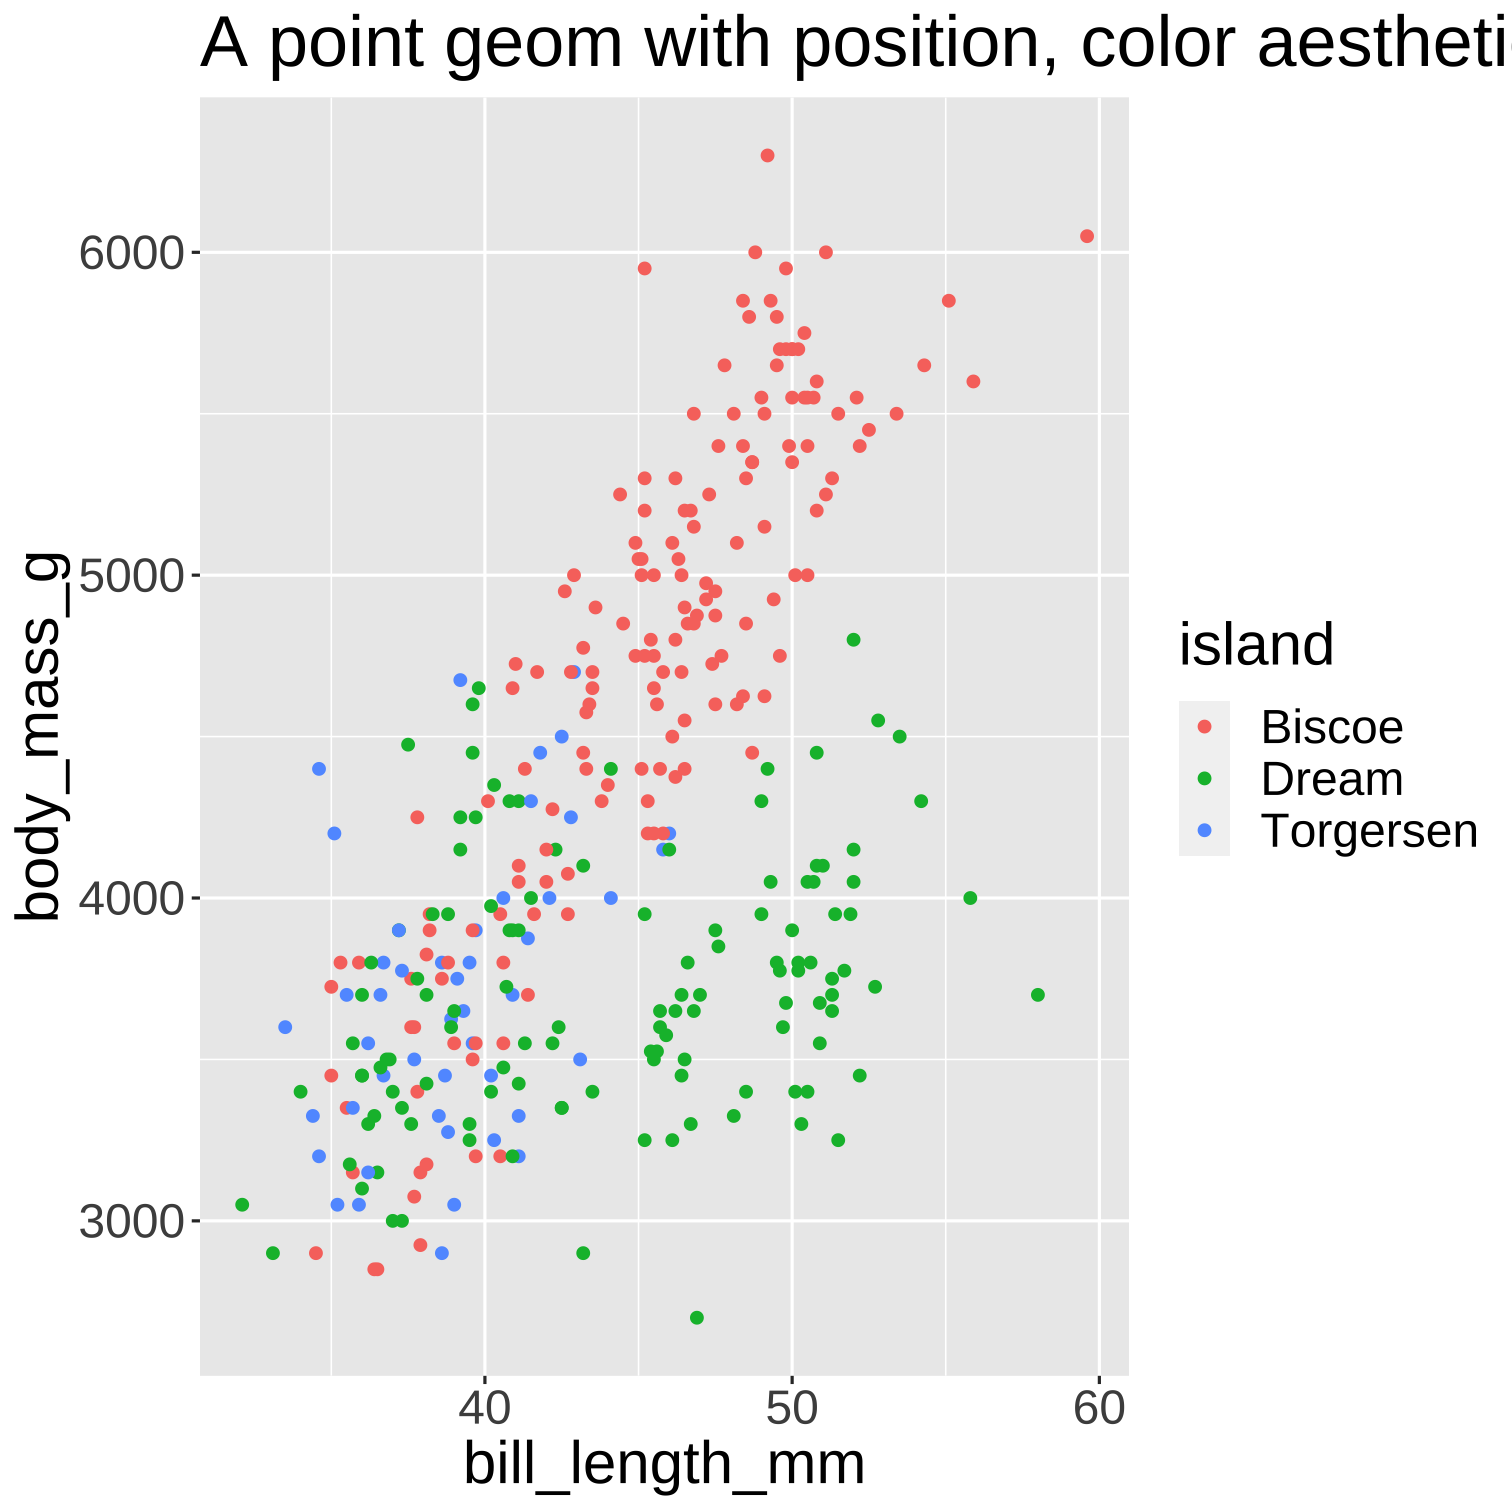 A point geom with position, color aestheti
6000
5000
4000
3000
body_mass_g
40 50 60
bill_length_mm
island
Biscoe
Dream
Torgersen